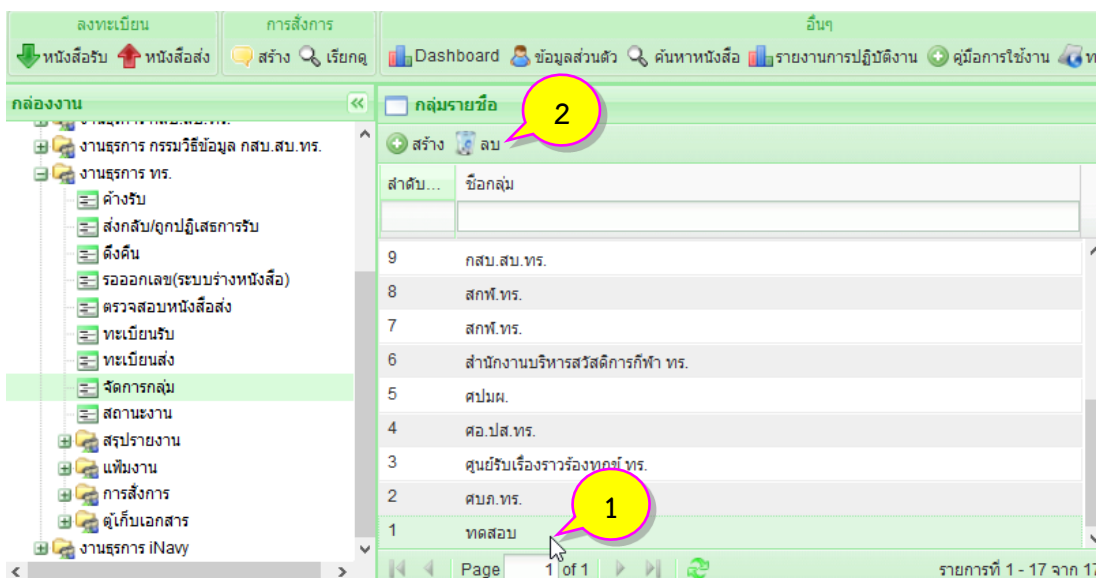 ลงทะเบียน
การสั่งการ
อื่นๆ
หนังสือรับ หนังสือส่ง สร้าง เรียกดู Dashboard ข้อมูลส่วนตัว ค้นหาหนังสือ รายงานการปฏิบัติงาน คู่มือการใช้งาน
กล่องงาน
กลุ่มรายชื่อ
2
สร้าง ลบ
งานธุรการ กรรมวิธีข้อมูล กสบ.สบ.ทร.
งานธุรการ ทร.
ค้างรับ
ส่งกลับ/ถูกปฏิเสธการรับ
ดึงคืน
รอออกเลข(ระบบร่างหนังสือ)
ตรวจสอบหนังสือส่ง
ทะเบียนรับ
ทะเบียนส่ง
จัดการกลุ่ม
สถานะงาน
สรุปรายงาน
แฟ้มงาน
การสั่งการ
ตู้เก็บเอกสาร
งานธุรการ iNavy
ลำดับ... ชื่อกลุ่ม
9 กสบ.สบ.ทร.
8 สกฬ.ทร.
7 สกฬ.ทร.
6 สำนักงานบริหารสวัสดิการกีฬา ทร.
5 ศปมผ.
4 ศอ.ปส.ทร.
3 ศูนย์รับเรื่องราวร้องทุกข์ ทร.
2 ศบภ.ทร.
1 ทดสอบ
1
Page 1 of 1
รายการที่ 1 - 17 จาก 17